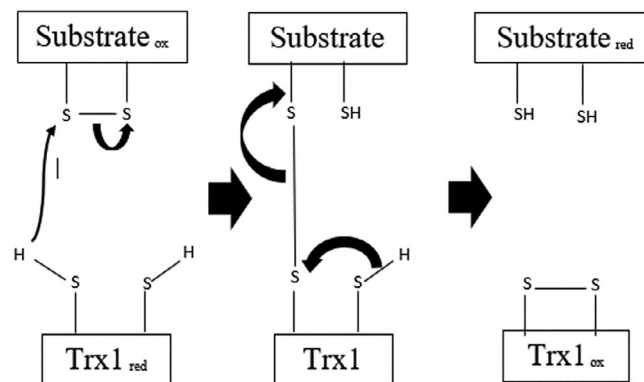 Substrate ox
S S
H
S S H
Trx1 red
Substrate
S SH
S S H
Trx1
Substrate red
SH SH
S S
Trx1 ox